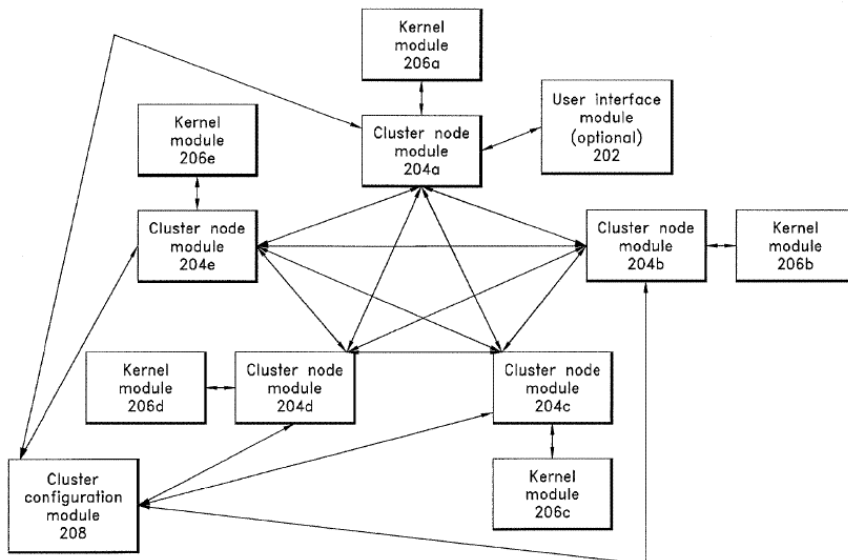 Kernel
module
206a
User interface
module
(optional)
202
Cluster node
module
204a
Kernel
module
206e
Cluster node
module
204e
Cluster node
module
204b
Kernel
module
206b
Kernel
module
206d
Cluster node
module
204d
Cluster node
module
204c
Cluster
configuration
module
208
Kernel
module
206c